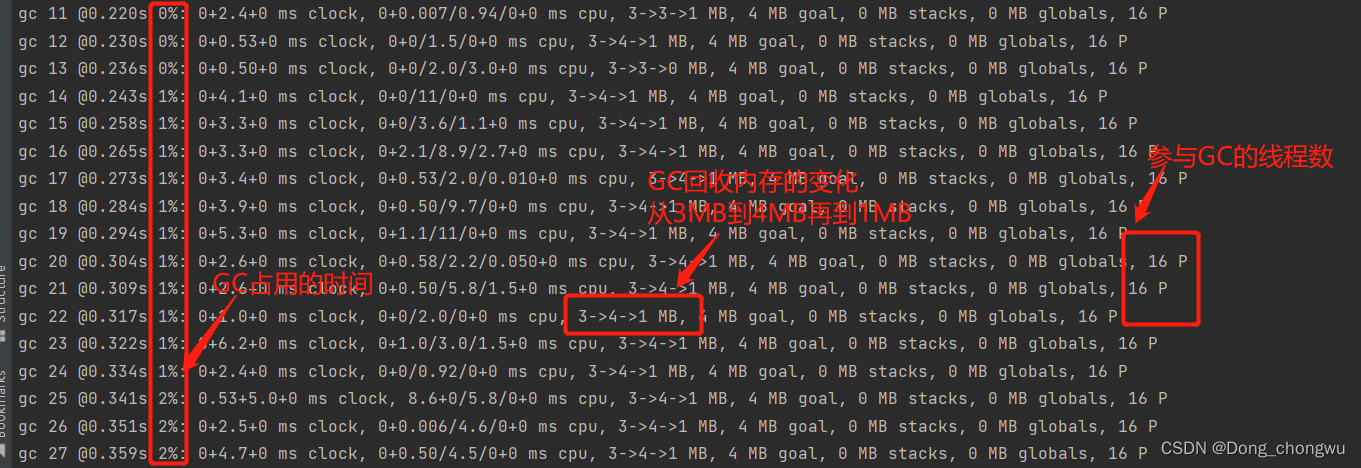 gc 11 @0.220s 0%: 0+2.4+0 ms clock, 0+0.007/0.94/0+0 ms cpu, 3->3->1 MB, 4 MB goal, 0 MB stacks, 0 MB globals, 16 P
gc 12 @0.230s 0%: 0+0.53+0 ms clock, 0+0/1.5/0+0 ms cpu, 3->4->1 MB, 4 MB goal, 0 MB stacks, 0 MB globals, 16 P
gc 13 @0.236s 0%: 0+0.50+0 ms clock, 0+0/2.0/3.0+0 ms cpu, 3->3->0 MB, 4 MB goal, 0 MB stacks, 0 MB globals, 16 P
gc 14 @0.243s 1%: 0+4.1+0 ms clock, 0+0/11/0+0 ms cpu, 3->4->1 MB, 4 MB goal, 0 MB stacks, 0 MB globals, 16 P
gc 15 @0.258s 1%: 0+3.3+0 ms clock, 0+0/3.6/1.1+0 ms cpu, 3->4->1 MB, 4 MB goal, 0 MB stacks, 0 MB globals, 16 P
gc 16 @0.265s 1%: 0+3.3+0 ms clock, 0+2.1/8.9/2.7+0 ms cpu, 3->4->1 MB, 4 MB goal, 0 MB stacks, 0 MB globals, 16 P
参与GC的线程数
gc 17 @0.273s 1%: 0+3.4+0 ms clock, 0+0.53/2.0/0.010+0 ms cpu, 3->4->1 MB, 4 MB goal, 0 MB stacks, 0 MB globals, 16 P
GC回收内存的变化
从3MB到4MB再到1MB
gc 18 @0.284s 1%: 0+3.9+0 ms clock, 0+0.50/9.7/0+0 ms cpu, 3->4->1 MB, 4 MB goal, 0 MB stacks, 0 MB globals, 16 P
gc 19 @0.294s 1%: 0+5.3+0 ms clock, 0+1.1/11/0+0 ms cpu, 3->4->1 MB, 4 MB goal, 0 MB stacks, 0 MB globals, 16 P
gc 20 @0.304s 1%: 0+2.6+0 ms clock, 0+0.58/2.2/0.050+0 ms cpu, 3->4->1 MB, 4 MB goal, 0 MB stacks, 0 MB globals, 16 P
GC占用的时间
gc 21 @0.309s 1%: 0+2.6+0 ms clock, 0+0.50/5.8/1.5+0 ms cpu, 3->4->1 MB, 4 MB goal, 0 MB stacks, 0 MB globals, 16 P
gc 22 @0.317s 1%: 0+1.0+0 ms clock, 0+0/2.0/0+0 ms cpu, 3->4->1 MB, 4 MB goal, 0 MB stacks, 0 MB globals, 16 P
gc 23 @0.322s 1%: 0+6.2+0 ms clock, 0+1.0/3.0/1.5+0 ms cpu, 3->4->1 MB, 4 MB goal, 0 MB stacks, 0 MB globals, 16 P
gc 24 @0.334s 1%: 0+2.4+0 ms clock, 0+0/0.92/0+0 ms cpu, 3->4->1 MB, 4 MB goal, 0 MB stacks, 0 MB globals, 16 P
gc 25 @0.341s 2%: 0.53+5.0+0 ms clock, 8.6+0/5.8/0+0 ms cpu, 3->4->1 MB, 4 MB goal, 0 MB stacks, 0 MB globals, 16 P
gc 26 @0.351s 2%: 0+2.5+0 ms clock, 0+0.006/4.6/0+0 ms cpu, 3->4->1 MB, 4 MB goal, 0 MB stacks, 0 MB globals, 16 P
gc 27 @0.359s 2%: 0+4.7+0 ms clock, 0+0.50/4.5/0+0 ms cpu, 3->4->1 MB, 4 MB goal, 0 MB stacks, 0 MB globals, 16 P
Structure
Bookmarks
CSDN @Dong_chongwu